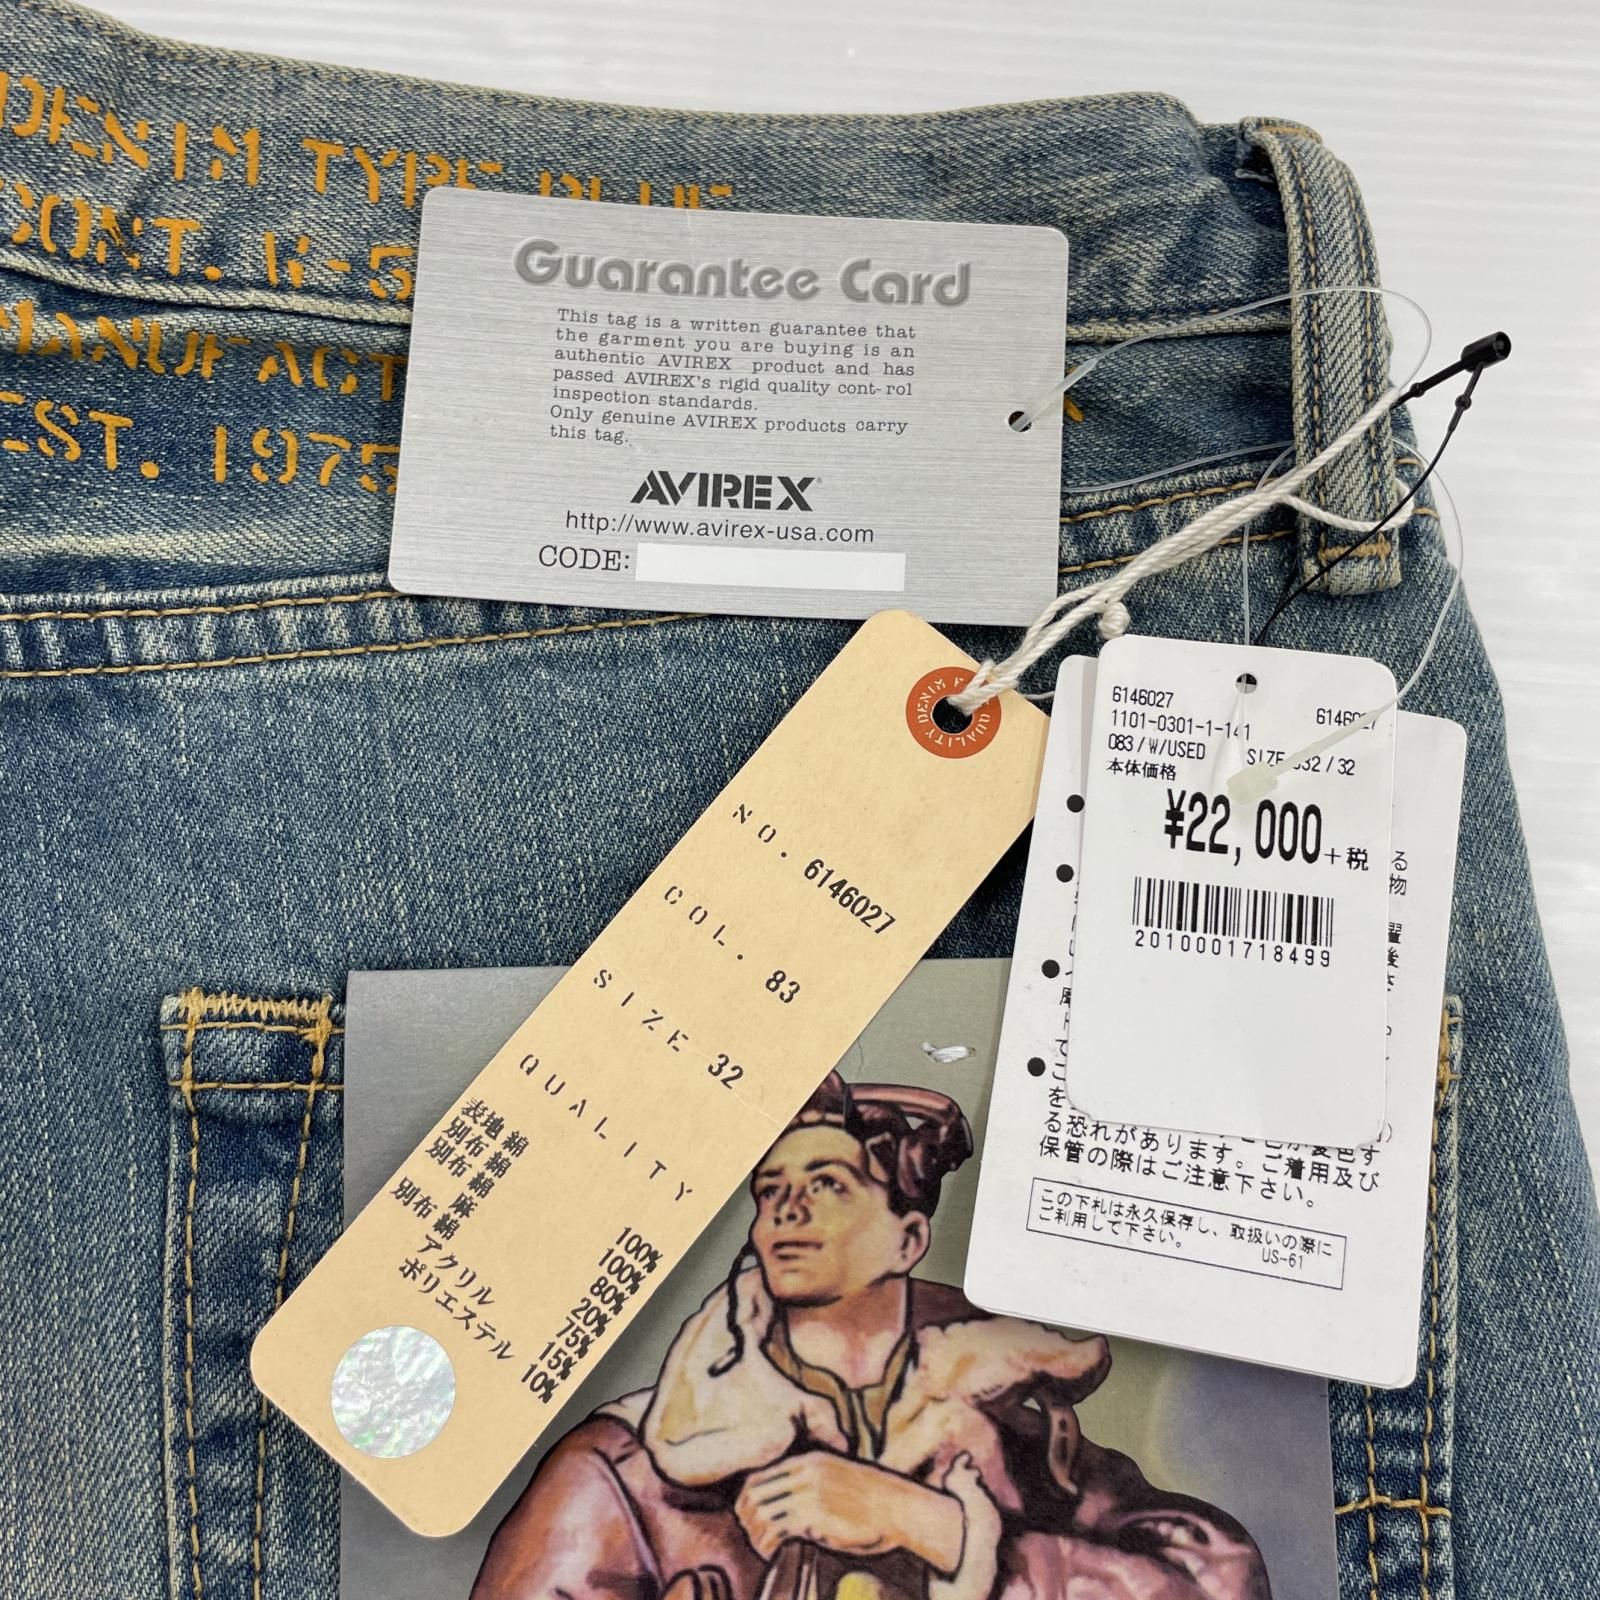 DENIM TYPE BLUE
CONT. W-5
MANUFACT
EST. 1975
Guarantee Card
This tag is a written guarantee that
the garment you are buying is an
authentic AVIREX product and has
passed AVIREX's rigid quality cont-rol
inspection standards.
Only genuine AVIREX products carry
this tag.
AVIREX
http://www.avirex-usa.com
CODE:
DENIM
QUALITY
NO. 6146027
COL. 83
SIZE 32
QUALITY
表地 綿 100%
別布 綿 100%
別布 綿 80%
麻 20%
別布 綿 75%
アクリル 15%
ポリエステル 10%
6146027
1101-0301-1-141 6146027
083/W/USED SIZE 032/32
本体価格
¥22,000+税
2010001718499
る恐れがあります。ご着用及び
保管の際はご注意下さい。
この下札は永久保存し、取扱いの際に
ご利用して下さい。 US-61